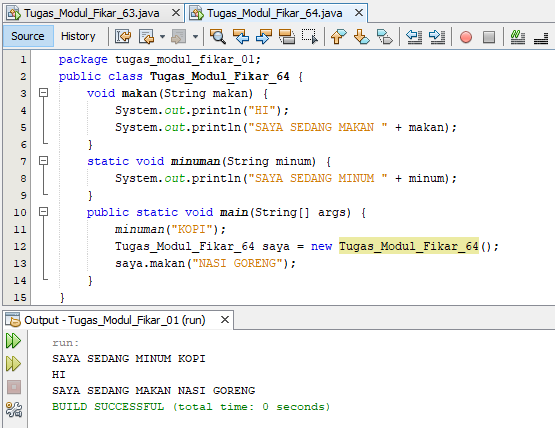 Tugas_Modul_Fikar_63.java × Tugas_Modul_Fikar_64.java ×
Source History
1 package tugas_modul_fikar_01;
2 public class Tugas_Modul_Fikar_64 {
3 void makan(String makan) {
4 System.out.println("HI");
5 System.out.println("SAYA SEDANG MAKAN " + makan);
6 }
7 static void minuman(String minum) {
8 System.out.println("SAYA SEDANG MINUM " + minum);
9 }
10 public static void main(String[] args) {
11 minuman("KOPI");
12 Tugas_Modul_Fikar_64 saya = new Tugas_Modul_Fikar_64();
13 saya.makan("NASI GORENG");
14 }
15 }
Output - Tugas_Modul_Fikar_01 (run) ×
run:
SAYA SEDANG MINUM KOPI
HI
SAYA SEDANG MAKAN NASI GORENG
BUILD SUCCESSFUL (total time: 0 seconds)